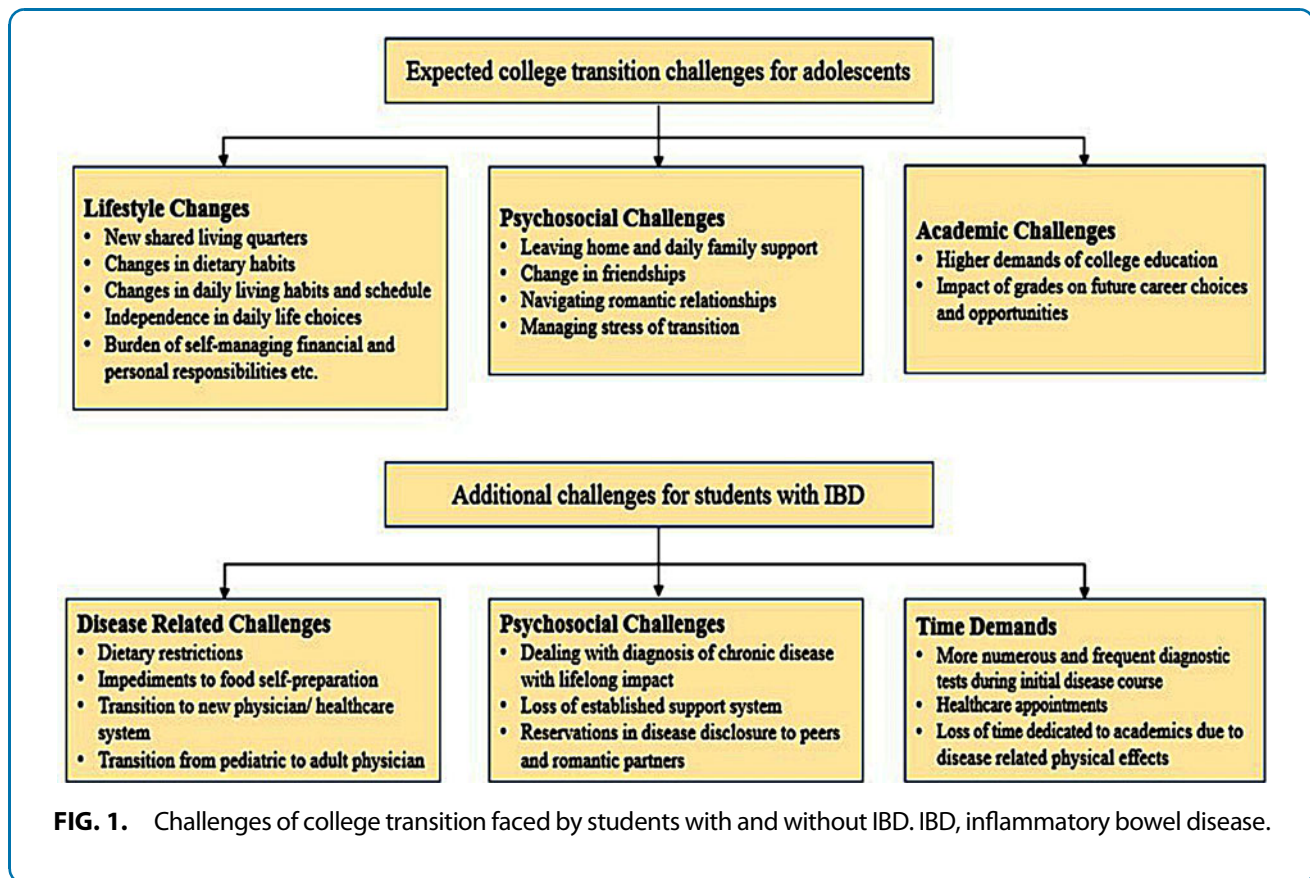 Expected college transition challenges for adolescents
Lifestyle Changes
• New shared living quarters
• Changes in dietary habits
• Changes in daily living habits and schedule
• Independence in daily life choices
• Burden of self-managing financial and
personal responsibilities etc.
Psychosocial Challenges
• Leaving home and daily family support
• Change in friendships
• Navigating romantic relationships
• Managing stress of transition
Academic Challenges
• Higher demands of college education
• Impact of grades on future career choices
and opportunities
Additional challenges for students with IBD
Disease Related Challenges
• Dietary restrictions
• Impediments to food self-preparation
• Transition to new physician/ healthcare
system
• Transition from pediatric to adult physician
Psychosocial Challenges
• Dealing with diagnosis of chronic disease
with lifelong impact
• Loss of established support system
• Reservations in disease disclosure to peers
and romantic partners
Time Demands
• More numerous and frequent diagnostic
tests during initial disease course
• Healthcare appointments
• Loss of time dedicated to academics due to
disease related physical effects
FIG. 1. Challenges of college transition faced by students with and without IBD. IBD, inflammatory bowel disease.